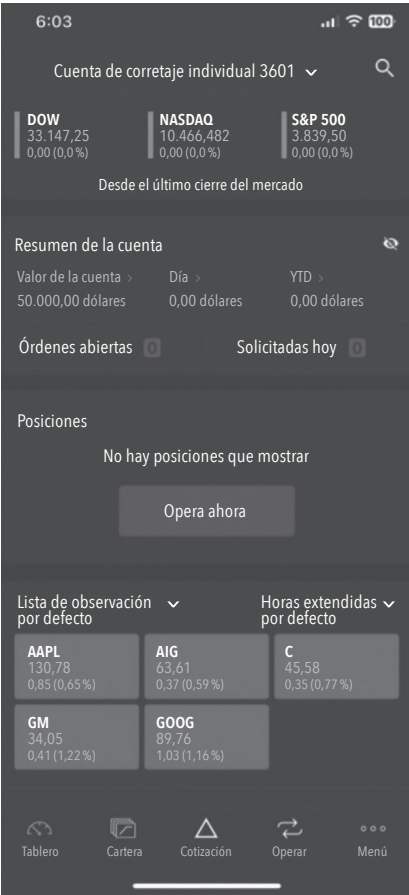 6:03
100
Cuenta de corretaje individual 3601
DOW NASDAQ S&P 500
33.147,25 10.466,482 3.839,50
0,00 (0,0 %) 0,00 (0,0 %) 0,00 (0,0 %)
Desde el último cierre del mercado
Resumen de la cuenta
Valor de la cuenta > Día > YTD >
50.000,00 dólares 0,00 dólares 0,00 dólares
Órdenes abiertas 0 Solicitadas hoy 0
Posiciones
No hay posiciones que mostrar
Opera ahora
Lista de observación
por defecto
Horas extendidas
por defecto
AAPL AIG C
130,78 63,61 45,58
0,85 (0,65 %) 0,37 (0,59 %) 0,35 (0,77 %)
GM GOOG
34,05 89,76
0,41 (1,22 %) 1,03 (1,16 %)
Tablero Cartera Cotización Operar Menú